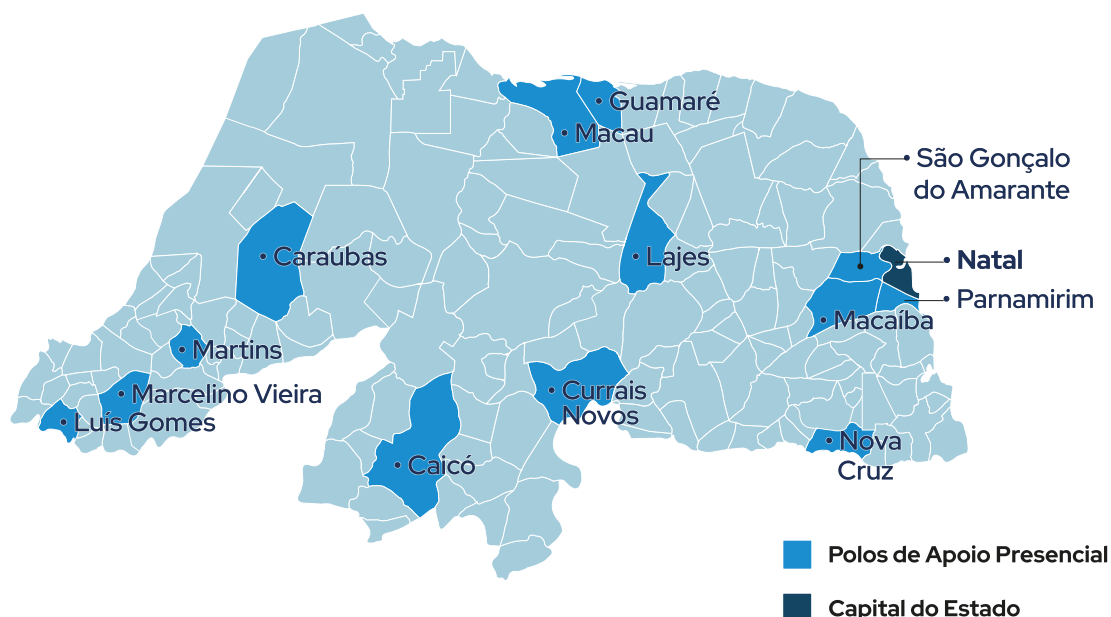 Guamaré
Macau
São Gonçalo
do Amarante
Caraúbas
Lajes
Natal
Parnamirim
Macaíba
Martins
Marcelino Vieira
Luís Gomes
Currais
Novos
Caicó
Nova
Cruz
Polos de Apoio Presencial
Capital do Estado